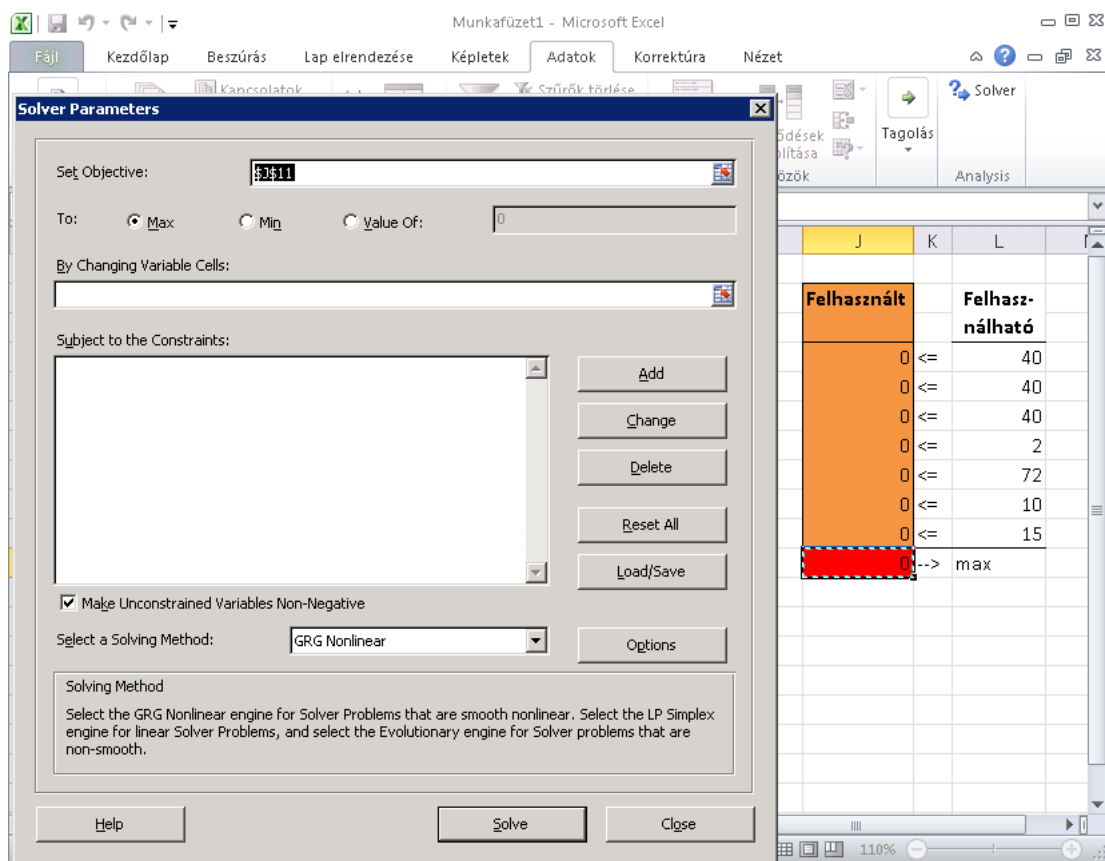 Munkafüzet1 - Microsoft Excel
Fájl Kezdőlap Beszúrás Lap elrendezése Képletek Adatok Korrektúra Nézet
Kapcsolatok Szűrők törlése Solver
Tagolás
Analysis
Solver Parameters
Set Objective: $J$11
To: Max Min Value Of: 0
By Changing Variable Cells:
Subject to the Constraints:
Add
Change
Delete
Reset All
Load/Save
Make Unconstrained Variables Non-Negative
Select a Solving Method: GRG Nonlinear Options
Solving Method
Select the GRG Nonlinear engine for Solver Problems that are smooth nonlinear. Select the LP Simplex
engine for linear Solver Problems, and select the Evolutionary engine for Solver problems that are
non-smooth.
Help Solve Close
J K L
Felhasznált Felhasz-
nálható
0 <= 40
0 <= 40
0 <= 40
0 <= 2
0 <= 72
0 <= 10
0 <= 15
0 --> max
110%